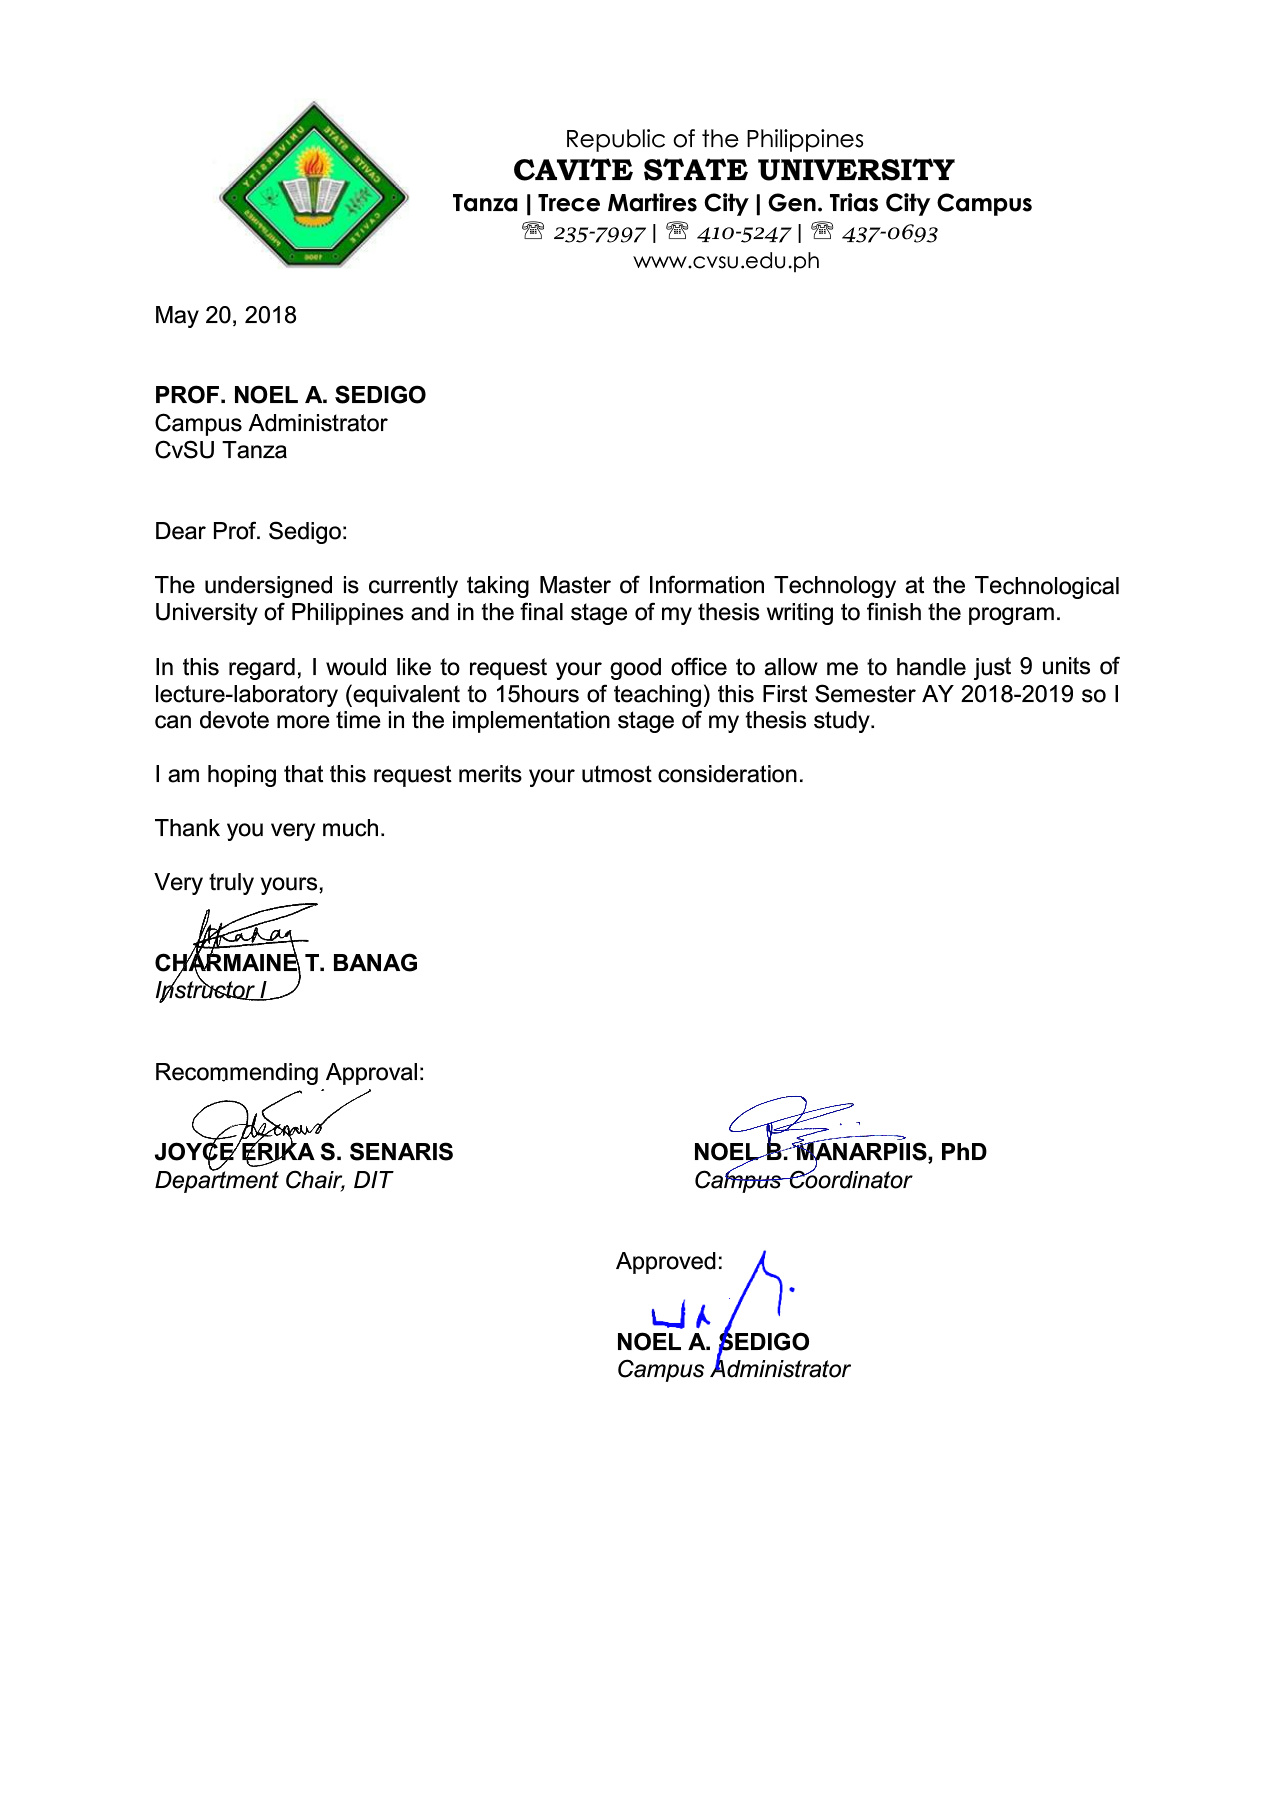 CAVITE STATE UNIVERSITY
CAVITE
PHILIPPINES
1906
Republic of the Philippines
CAVITE STATE UNIVERSITY
Tanza | Trece Martires City | Gen. Trias City Campus
☏ 235-7997 | ☏ 410-5247 | ☏ 437-0693
www.cvsu.edu.ph
May 20, 2018
PROF. NOEL A. SEDIGO
Campus Administrator
CvSU Tanza
Dear Prof. Sedigo:
The undersigned is currently taking Master of Information Technology at the Technological
University of Philippines and in the final stage of my thesis writing to finish the program.
In this regard, I would like to request your good office to allow me to handle just 9 units of
lecture-laboratory (equivalent to 15hours of teaching) this First Semester AY 2018-2019 so I
can devote more time in the implementation stage of my thesis study.
I am hoping that this request merits your utmost consideration.
Thank you very much.
Very truly yours,
CHARMAINE T. BANAG
Instructor I
Recommending Approval:
JOYCE ERIKA S. SENARIS
Department Chair, DIT
NOEL B. MANARPIIS, PhD
Campus Coordinator
Approved:
NOEL A. SEDIGO
Campus Administrator